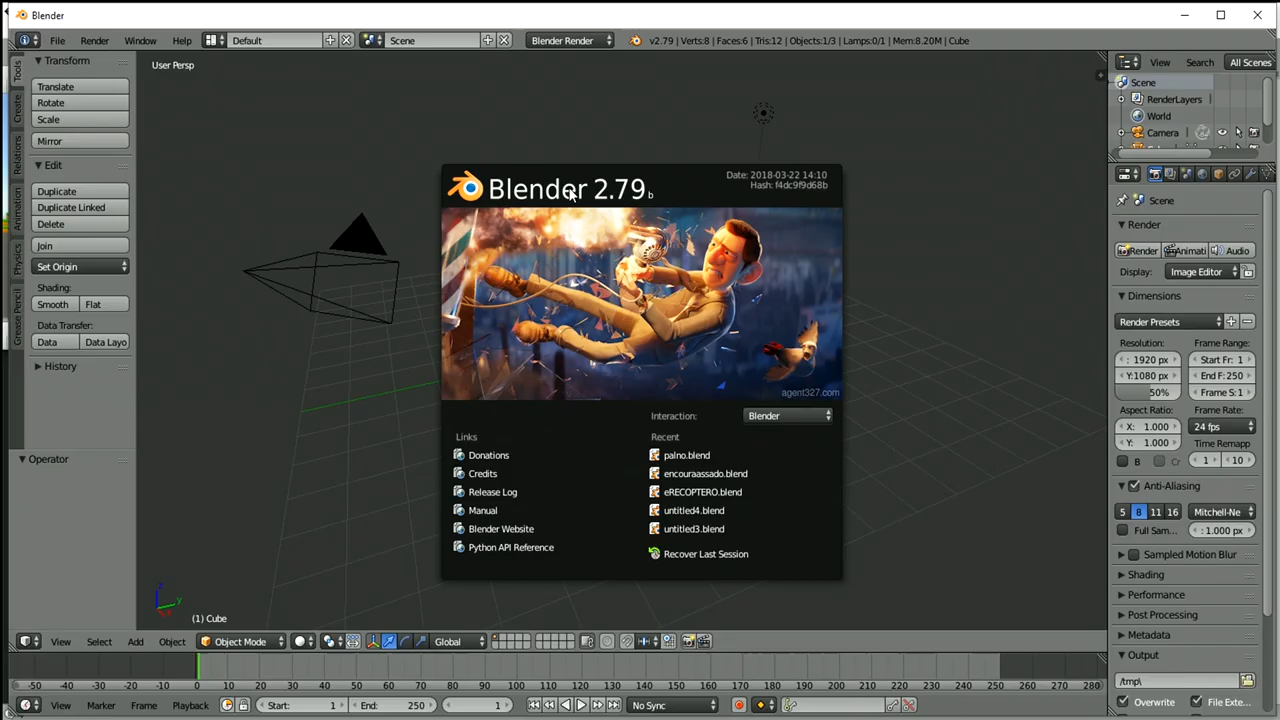 Blender
File Render Window Help Default Scene Blender Render v2.79 | Verts:8 | Faces:6 | Tris:12 | Objects:1/3 | Lamps:0/1 | Mem:8.20M | Cube
Tools
Create
Relations
Animation
Physics
Grease Pencil
Transform
Translate
Rotate
Scale
Mirror
Edit
Duplicate
Duplicate Linked
Delete
Join
Set Origin
Shading:
Smooth Flat
Data Transfer:
Data Data Layo
History
Operator
User Persp
Blender 2.79 b
Date: 2018-03-22 14:10
Hash: f4dc9f9d68b
agent327.com
Interaction: Blender
Links
Donations
Credits
Release Log
Manual
Blender Website
Python API Reference
Recent
palno.blend
encouraassado.blend
eRECOPTERO.blend
untitled4.blend
untitled3.blend
Recover Last Session
z
y
(1) Cube
View Search All Scenes
Scene
RenderLayers
World
Camera
Scene
Render
Render Animati Audio
Display: Image Editor
Dimensions
Render Presets
Resolution: Frame Range:
: 1920 px Start Fr: 1
Y:1080 px End F: 250
50% Frame S: 1
Aspect Ratio: Frame Rate:
X: 1.000 24 fps
Y: 1.000 Time Remapp
B Cr 1 10
Anti-Aliasing
5 8 11 16 Mitchell-Ne
Full Sam... : 1.000 px
Sampled Motion Blur
Shading
Performance
Post Processing
Metadata
Output
/tmp\
Overwrite File Exte...
View Select Add Object Object Mode Global
-50 -40 -30 -20 -10 0 10 20 30 40 50 60 70 80 90 100 110 120 130 140 150 160 170 180 190 200 210 220 230 240 250 260 270 280
View Marker Frame Playback Start: 1 End: 250 1 No Sync